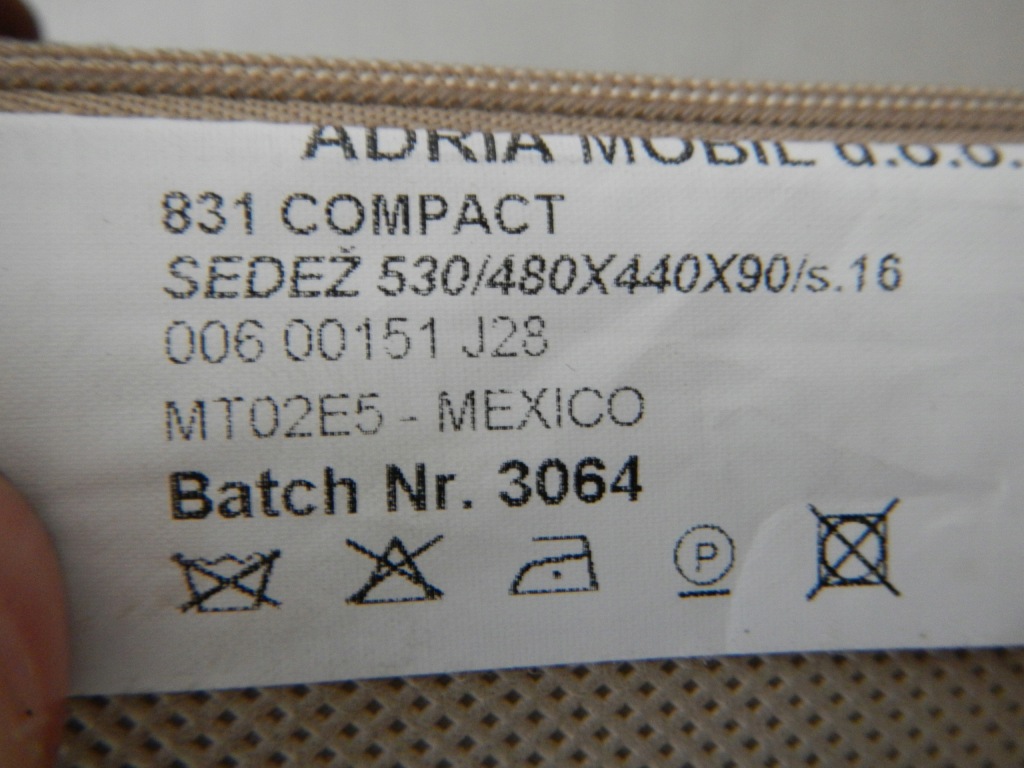 ADRIA MOBIL d.o.o.
831 COMPACT
SEDEŽ 530/480X440X90/s.16
006 00151 J28
MT02E5 - MEXICO
Batch Nr. 3064
P